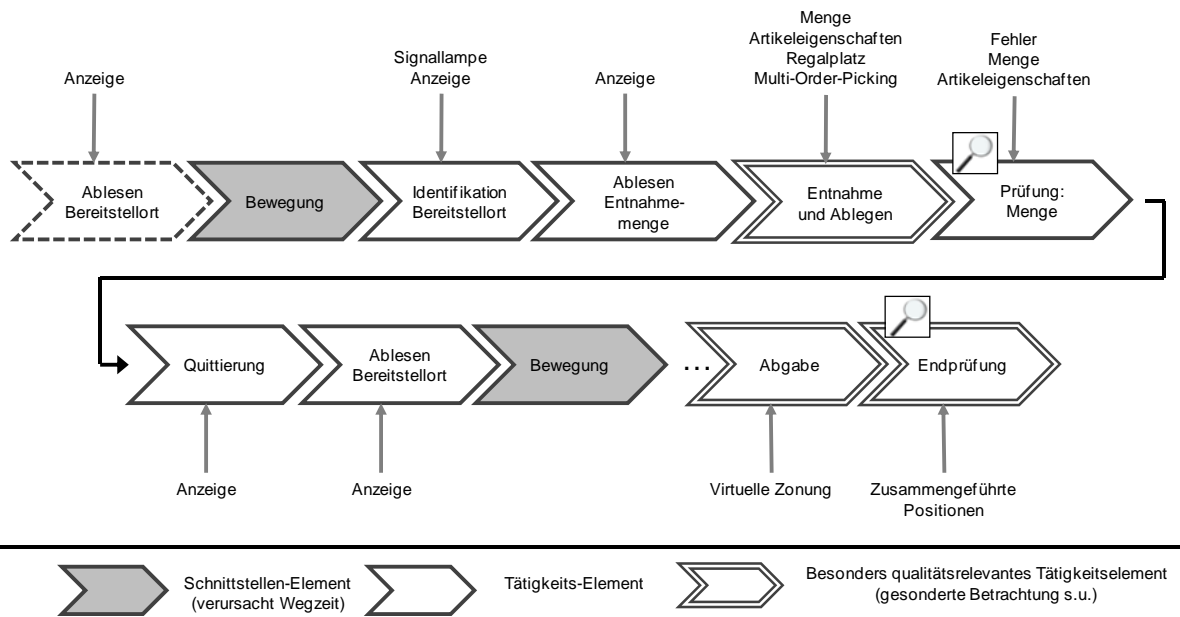 Anzeige
Signallampe
Anzeige
Anzeige
Menge
Artikeleigenschaften
Regalplatz
Multi-Order-Picking
Fehler
Menge
Artikeleigenschaften
Ablesen
Bereitstellort
Bewegung
Identifikation
Bereitstellort
Ablesen
Entnahme-
menge
Entnahme
und Ablegen
Prüfung:
Menge
Quittierung
Ablesen
Bereitstellort
Bewegung
...
Abgabe
Endprüfung
Anzeige
Anzeige
Virtuelle Zonung
Zusammengeführte
Positionen
Schnittstellen-Element
(verursacht Wegzeit)
Tätigkeits-Element
Besonders qualitätsrelevantes Tätigkeitselement
(gesonderte Betrachtung s.u.)